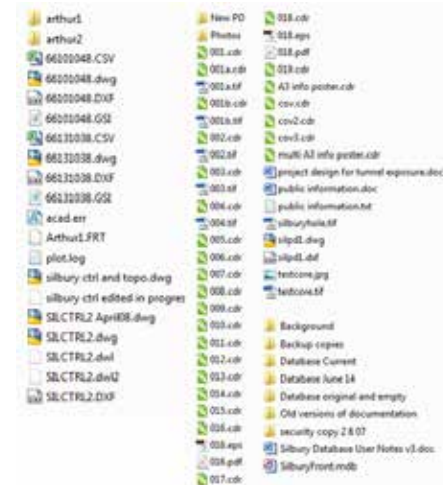 arthur1
arthur2
66101048.CSV
66101048.dwg
66101048.DXF
66101048.GSI
66131038.CSV
66131038.dwg
66131038.DXF
66131038.GSI
acad.err
Arthur1.FRT
plot.log
silbury ctrl and topo.dwg
silbury ctrl edited in progres
SILCTRL2 April08.dwg
SILCTRL2.dwg
SILCTRL2.dwl
SILCTRL2.dwl2
SILCTRL2.DXF
New PD
Photos
001.cdr
001a.cdr
001a.tif
001b.cdr
001b.tif
002.cdr
002.tif
003.cdr
003.tif
004.cdr
004.tif
005.cdr
006.cdr
007.cdr
008.cdr
009.cdr
010.cdr
011.cdr
012.cdr
013.cdr
014.cdr
015.cdr
016.cdr
016.eps
016.pdf
017.cdr
018.cdr
018.eps
018.pdf
019.cdr
A3 info poster.cdr
cov.cdr
cov2.cdr
cov3.cdr
multi A3 info poster.cdr
project design for tunnel exposure.doc
public information.doc
public information.txt
silburyhole.tif
silpd1.dwg
silpd1.dxf
testcore.jpg
testcore.tif
Background
Backup copies
Database Current
Database June 14
Database original and empty
Old versions of documentation
security copy 2 8 07
Silbury Database User Notes v3.doc
SilburyFront.mdb